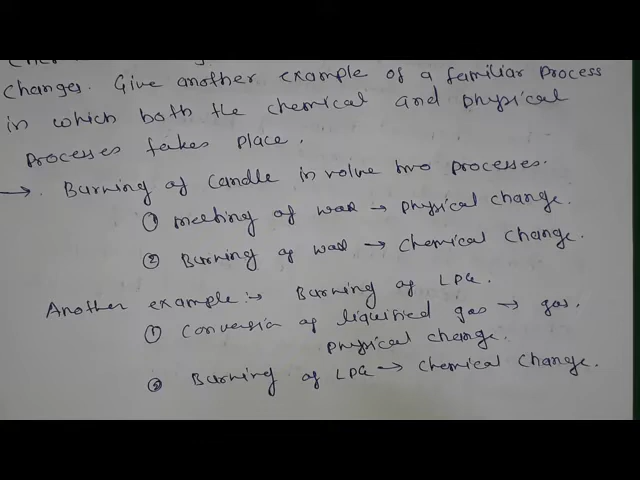 changes. Give another example of a familiar process
in which both the chemical and physical
processes takes place.
→ Burning of Candle involve two processes.
① melting of wax → physical change.
② Burning of wax → chemical change.
Another example :→ Burning of LPG.
① Conversion of liquified gas → gas.
physical change.
② Burning of LPG → chemical change.